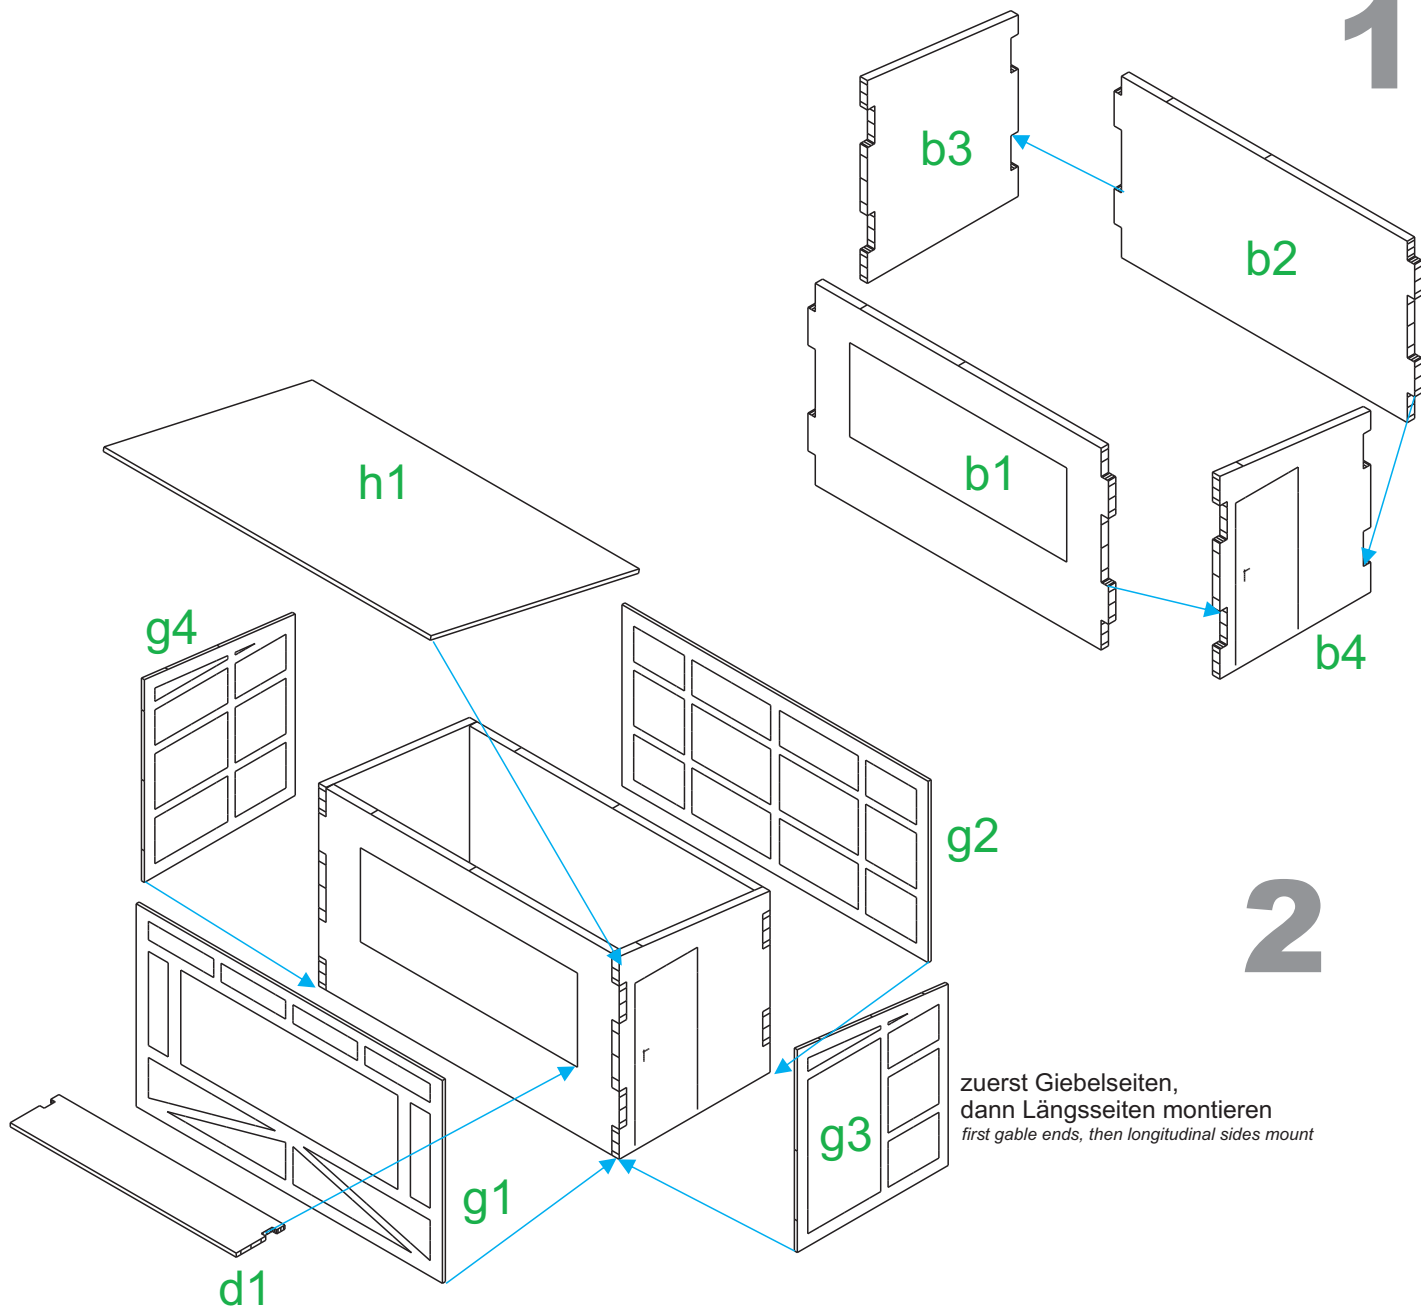 1
b3
b2
b1
b4
h1
g4
g2
2
zuerst Giebelseiten,
dann Längsseiten montieren
first gable ends, then longitudinal sides mount
g3
g1
d1